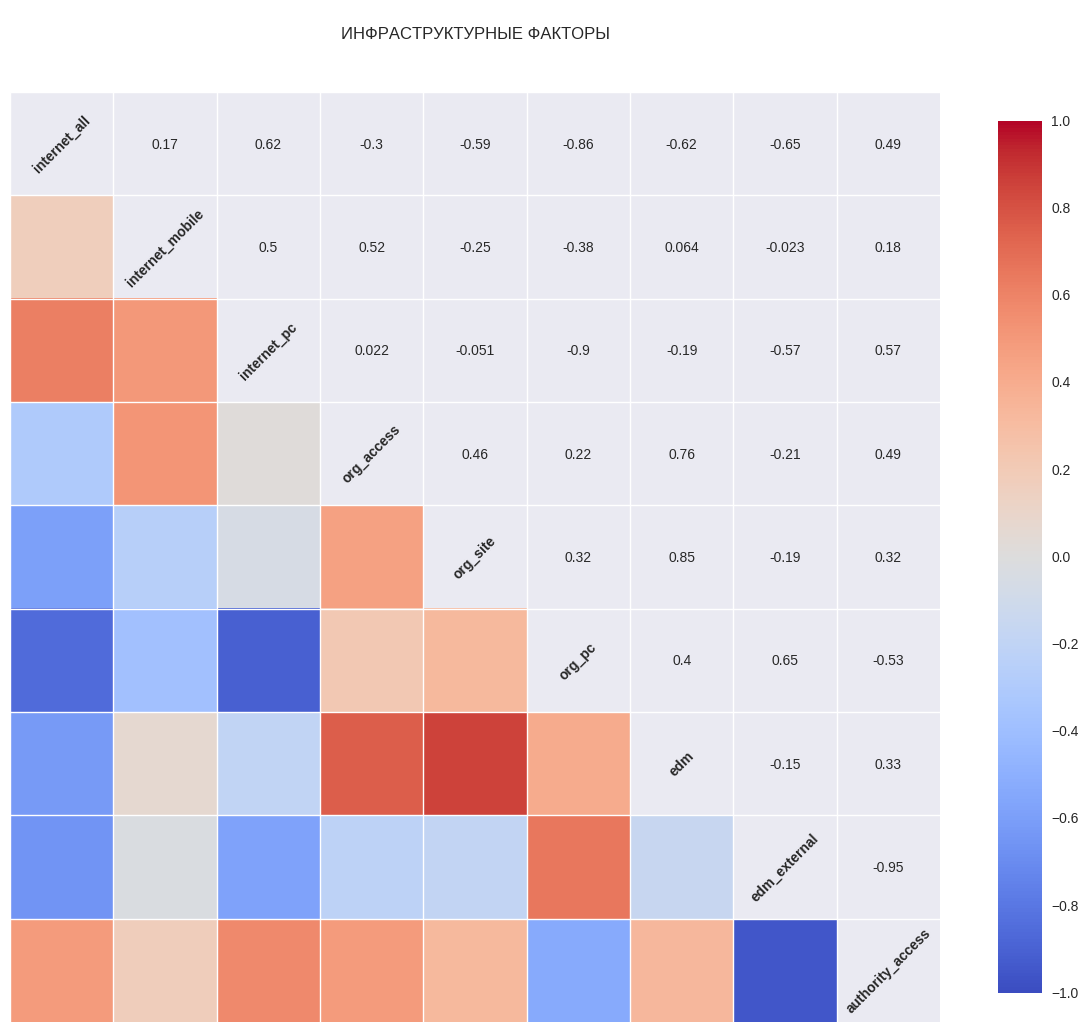 ИНФРАСТРУКТУРНЫЕ ФАКТОРЫ
internet_all 0.17 0.62 -0.3 -0.59 -0.86 -0.62 -0.65 0.49
internet_mobile 0.5 0.52 -0.25 -0.38 0.064 -0.023 0.18
internet_pc 0.022 -0.051 -0.9 -0.19 -0.57 0.57
org_access 0.46 0.22 0.76 -0.21 0.49
org_site 0.32 0.85 -0.19 0.32
org_pc 0.4 0.65 -0.53
edm -0.15 0.33
edm_external -0.95
authority_access
1.0
0.8
0.6
0.4
0.2
0.0
−0.2
−0.4
−0.6
−0.8
−1.0